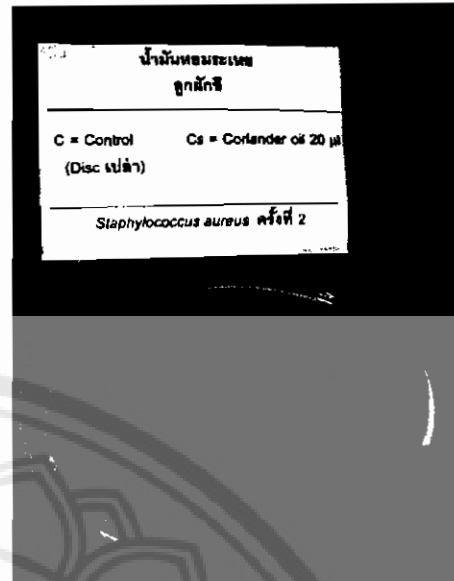 น้ำมันหอมระเหย
ลูกผักชี
C = Control Cs = Coriander oil 20 µl
(Disc เปล่า)
Staphylococcus aureus ครั้งที่ 2